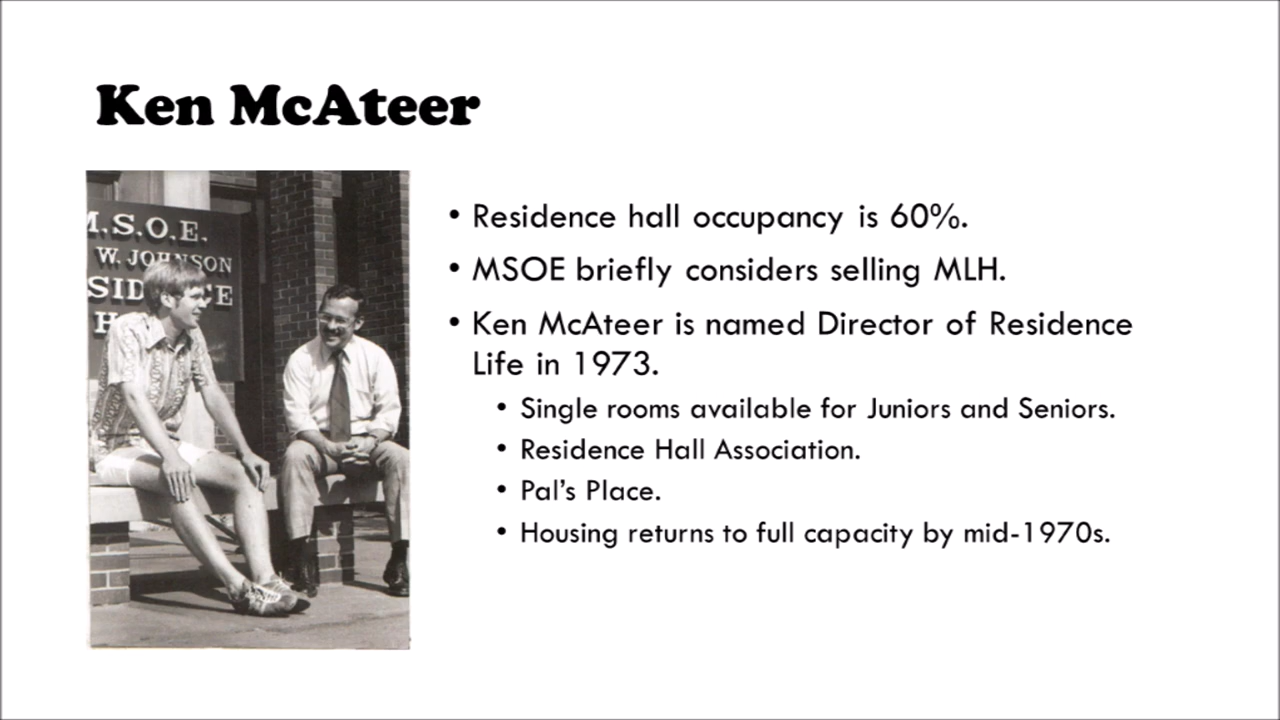 Ken McAteer
M.S.O.E.
W. JOHNSON
• Residence hall occupancy is 60%.
• MSOE briefly considers selling MLH.
• Ken McAteer is named Director of Residence
Life in 1973.
• Single rooms available for Juniors and Seniors.
• Residence Hall Association.
• Pal's Place.
• Housing returns to full capacity by mid-1970s.